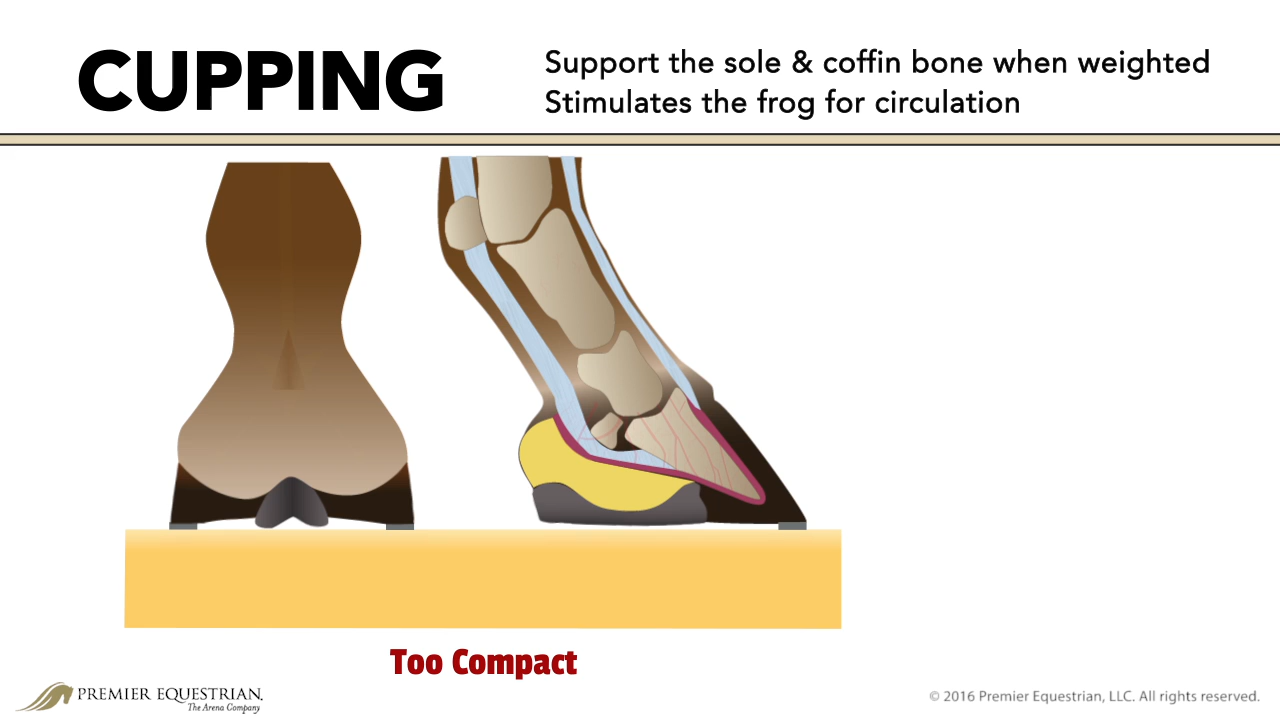 CUPPING
Support the sole & coffin bone when weighted
Stimulates the frog for circulation
Too Compact
PREMIER EQUESTRIAN.
The Arena Company
© 2016 Premier Equestrian, LLC. All rights reserved.